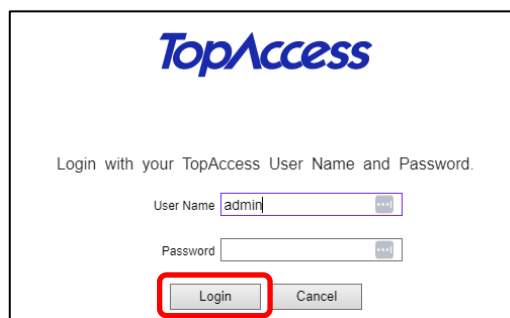 TopAccess
Login with your TopAccess User Name and Password.
User Name admin
Password
Login Cancel